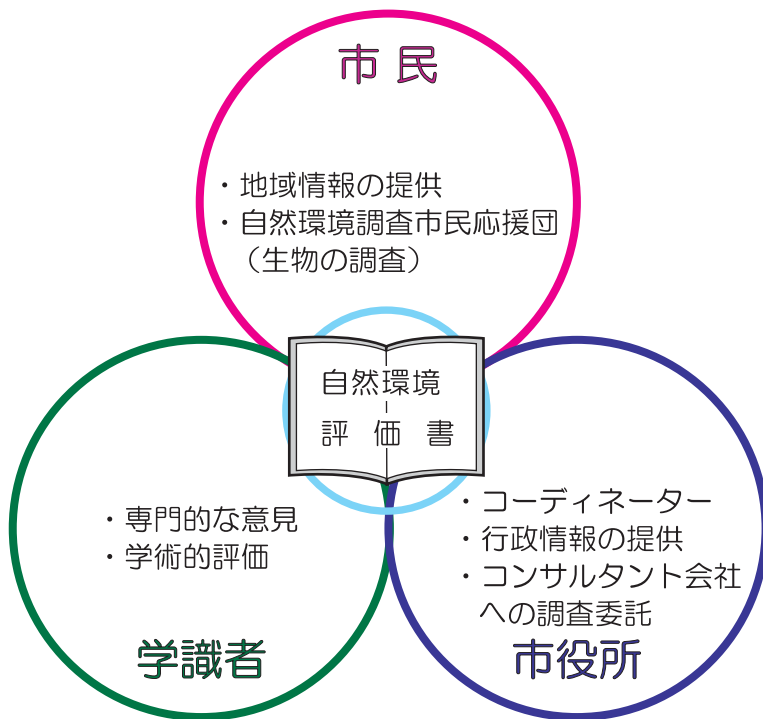 市民
・地域情報の提供
・自然環境調査市民応援団
（生物の調査）
自然環境
評価書
・専門的な意見
・学術的評価
学識者
・コーディネーター
・行政情報の提供
・コンサルタント会社
への調査委託
市役所